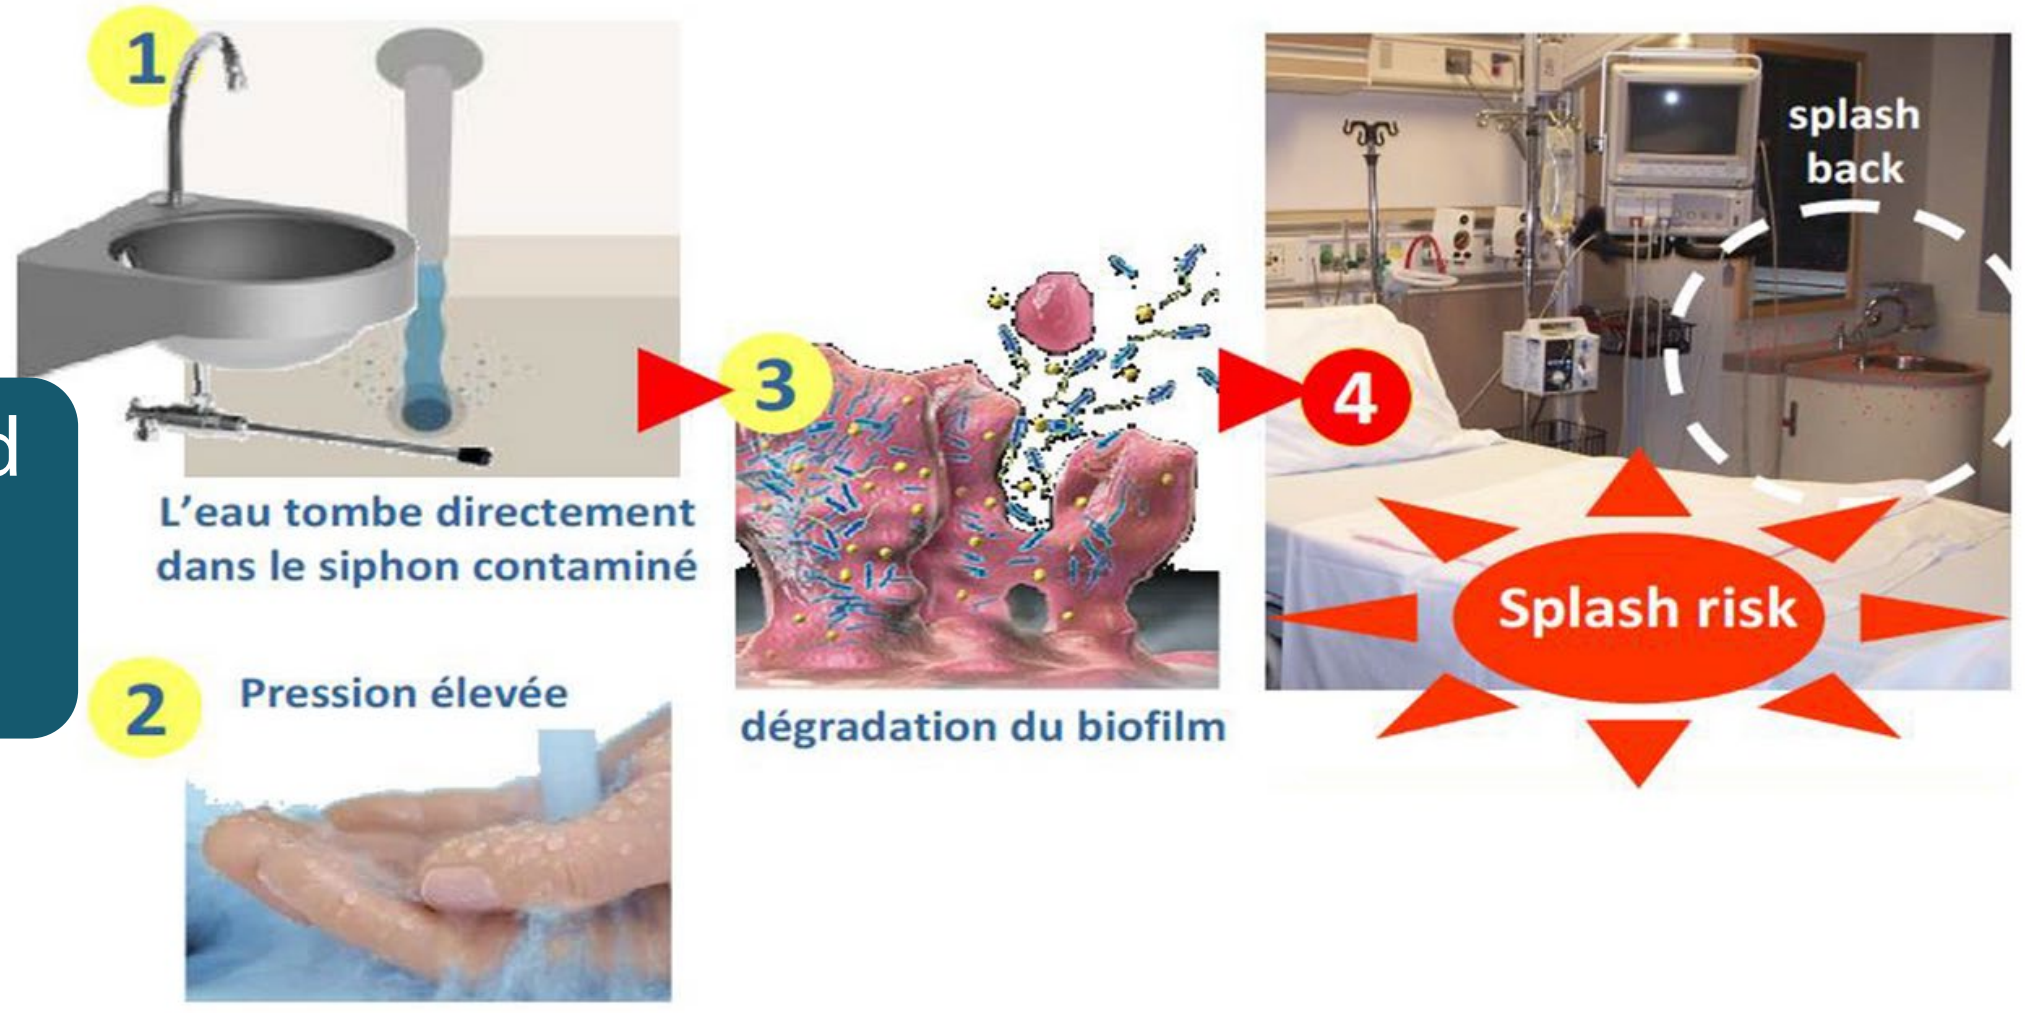 1
L'eau tombe directement
dans le siphon contaminé
2
Pression élevée
3
dégradation du biofilm
4
splash
back
Splash risk
d